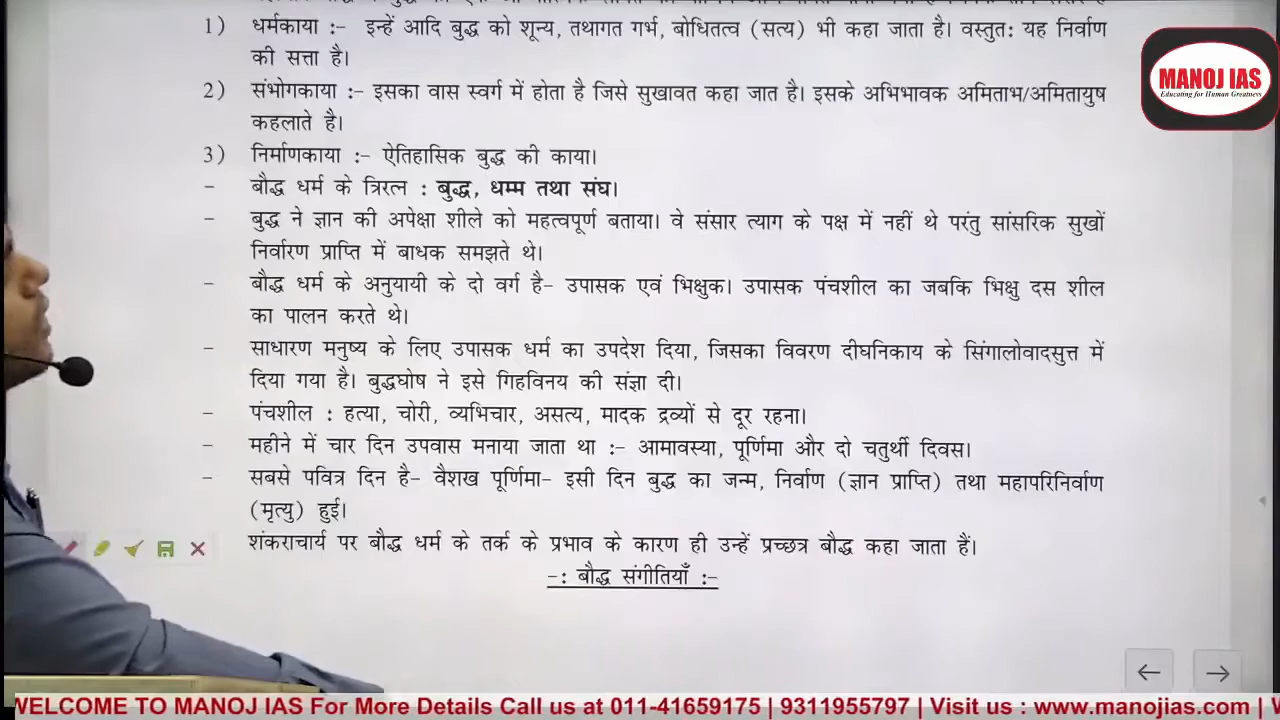 1) धर्मकाया :- इन्हें आदि बुद्ध को शून्य, तथागत गर्भ, बोधितत्व (सत्य) भी कहा जाता है। वस्तुतः यह निर्वाण
की सत्ता है।
2) संभोगकाया :- इसका वास स्वर्ग में होता है जिसे सुखावत कहा जात है। इसके अभिभावक अमिताभ/अमितायुष
कहलाते है।
3) निर्माणकाया :- ऐतिहासिक बुद्ध की काया।
- बौद्ध धर्म के त्रिरत्न : बुद्ध, धम्म तथा संघ।
- बुद्ध ने ज्ञान की अपेक्षा शीले को महत्वपूर्ण बताया। वे संसार त्याग के पक्ष में नहीं थे परंतु सांसरिक सुखों
निर्वारण प्राप्ति में बाधक समझते थे।
- बौद्ध धर्म के अनुयायी के दो वर्ग है- उपासक एवं भिक्षुक। उपासक पंचशील का जबकि भिक्षु दस शील
का पालन करते थे।
- साधारण मनुष्य के लिए उपासक धर्म का उपदेश दिया, जिसका विवरण दीघनिकाय के सिंगालोवादसुत्त में
दिया गया है। बुद्धघोष ने इसे गिहविनय की संज्ञा दी।
- पंचशील : हत्या, चोरी, व्यभिचार, असत्य, मादक द्रव्यों से दूर रहना।
- महीने में चार दिन उपवास मनाया जाता था :- आमावस्या, पूर्णिमा और दो चतुर्थी दिवस।
- सबसे पवित्र दिन है- वैशख पूर्णिमा- इसी दिन बुद्ध का जन्म, निर्वाण (ज्ञान प्राप्ति) तथा महापरिनिर्वाण
(मृत्यु) हुई।
शंकराचार्य पर बौद्ध धर्म के तर्क के प्रभाव के कारण ही उन्हें प्रच्छत्र बौद्ध कहा जाता हैं।
-: बौद्ध संगीतियाँ :-
MANOJ IAS
Educating for Human Greatness
WELCOME TO MANOJ IAS For More Details Call us at 011-41659175 | 9311955797 | Visit us : www.manojias.com |